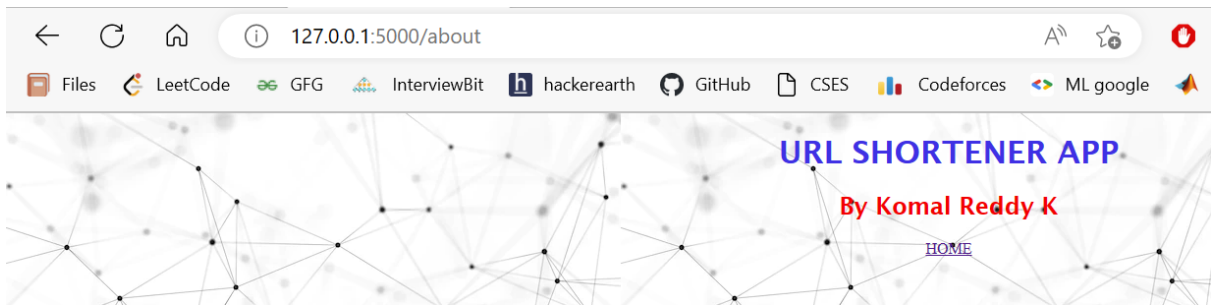 127.0.0.1:5000/about
Files LeetCode GFG InterviewBit h hackerearth GitHub CSES Codeforces ML google
URL SHORTENER APP
By Komal Reddy K
HOME